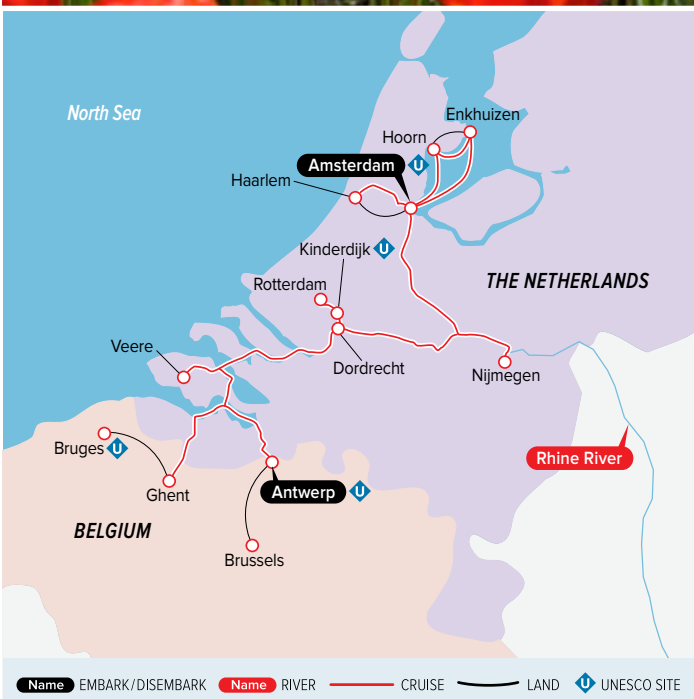 North Sea
Enkhuizen
Hoorn
Amsterdam U
Haarlem
Kinderdijk U
THE NETHERLANDS
Rotterdam
Veere
Dordrecht
Nijmegen
Bruges U
Rhine River
Ghent
Antwerp U
BELGIUM
Brussels
Name EMBARK/DISEMBARK Name RIVER CRUISE LAND U UNESCO SITE